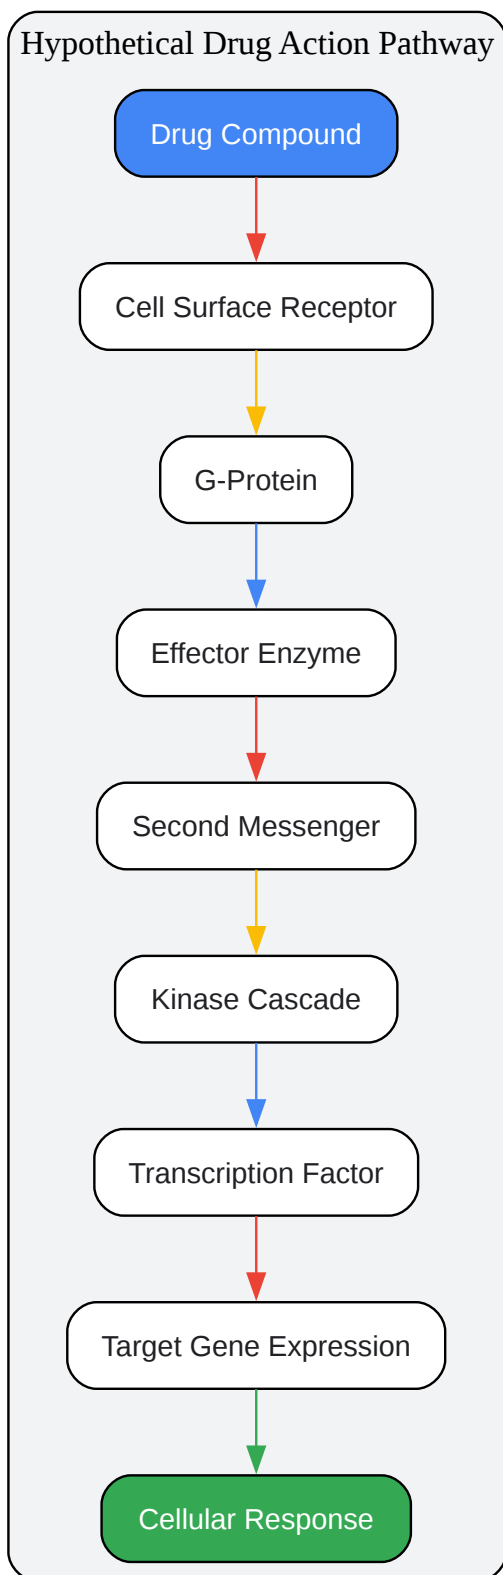 Hypothetical Drug Action Pathway
Drug Compound
Cell Surface Receptor
G-Protein
Effector Enzyme
Second Messenger
Kinase Cascade
Transcription Factor
Target Gene Expression
Cellular Response